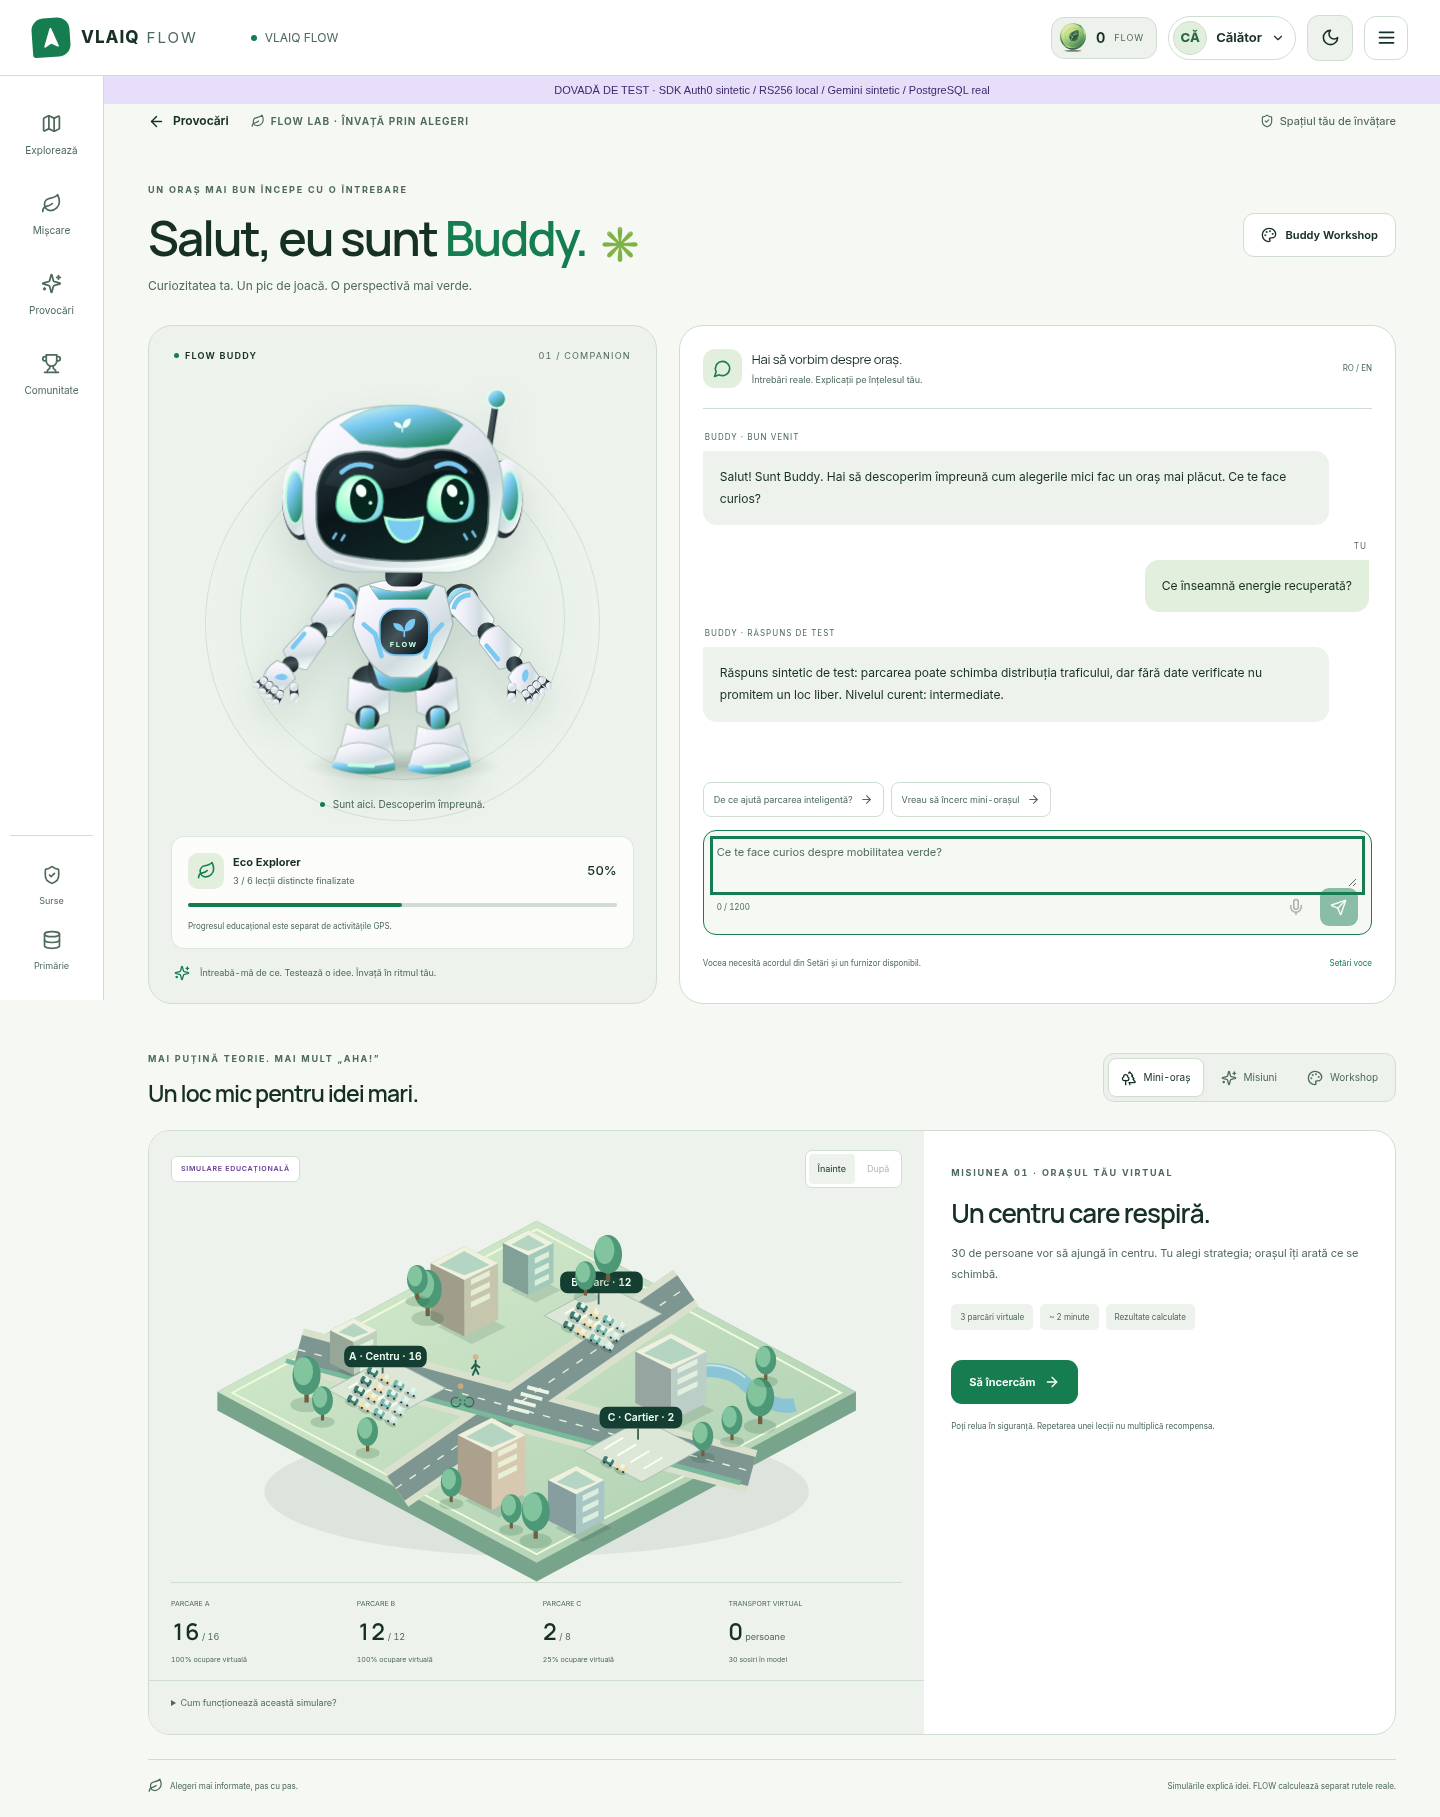 VLAIQ FLOW
VLAIQ FLOW
0 FLOW
CĂ Călător
DOVADĂ DE TEST · SDK Auth0 sintetic / RS256 local / Gemini sintetic / PostgreSQL real
Explorează
Mișcare
Provocări
Comunitate
Surse
Primărie
Provocări
FLOW LAB · ÎNVAȚĂ PRIN ALEGERI
Spațiul tău de învățare
UN ORAȘ MAI BUN ÎNCEPE CU O ÎNTREBARE
Salut, eu sunt Buddy.
Curiozitatea ta. Un pic de joacă. O perspectivă mai verde.
Buddy Workshop
FLOW BUDDY
01 / COMPANION
FLOW
Sunt aici. Descoperim împreună.
Eco Explorer
3 / 6 lecții distincte finalizate
50%
Progresul educațional este separat de activitățile GPS.
Întreabă-mă de ce. Testează o idee. Învață în ritmul tău.
Hai să vorbim despre oraș.
Întrebări reale. Explicații pe înțelesul tău.
RO / EN
BUDDY · BUN VENIT
Salut! Sunt Buddy. Hai să descoperim împreună cum alegerile mici fac un oraș mai plăcut. Ce te face
curios?
TU
Ce înseamnă energie recuperată?
BUDDY · RĂSPUNS DE TEST
Răspuns sintetic de test: parcarea poate schimba distribuția traficului, dar fără date verificate nu
promitem un loc liber. Nivelul curent: intermediate.
De ce ajută parcarea inteligentă?
Vreau să încerc mini-orașul
Ce te face curios despre mobilitatea verde?
0 / 1200
Vocea necesită acordul din Setări și un furnizor disponibil.
Setări voce
MAI PUȚINĂ TEORIE. MAI MULT „AHA!”
Un loc mic pentru idei mari.
Mini-oraș
Misiuni
Workshop
SIMULARE EDUCAȚIONALĂ
Înainte
După
· 12
A · Centru · 16
C · Cartier · 2
PARCARE A
16 / 16
100% ocupare virtuală
PARCARE B
12 / 12
100% ocupare virtuală
PARCARE C
2 / 8
25% ocupare virtuală
TRANSPORT VIRTUAL
0 persoane
30 sosiri în model
Cum funcționează această simulare?
MISIUNEA 01 · ORAȘUL TĂU VIRTUAL
Un centru care respiră.
30 de persoane vor să ajungă în centru. Tu alegi strategia; orașul îți arată ce se
schimbă.
3 parcări virtuale
~ 2 minute
Rezultate calculate
Să încercăm
Poți relua în siguranță. Repetarea unei lecții nu multiplică recompensa.
Alegeri mai informate, pas cu pas.
Simulările explică idei. FLOW calculează separat rutele reale.